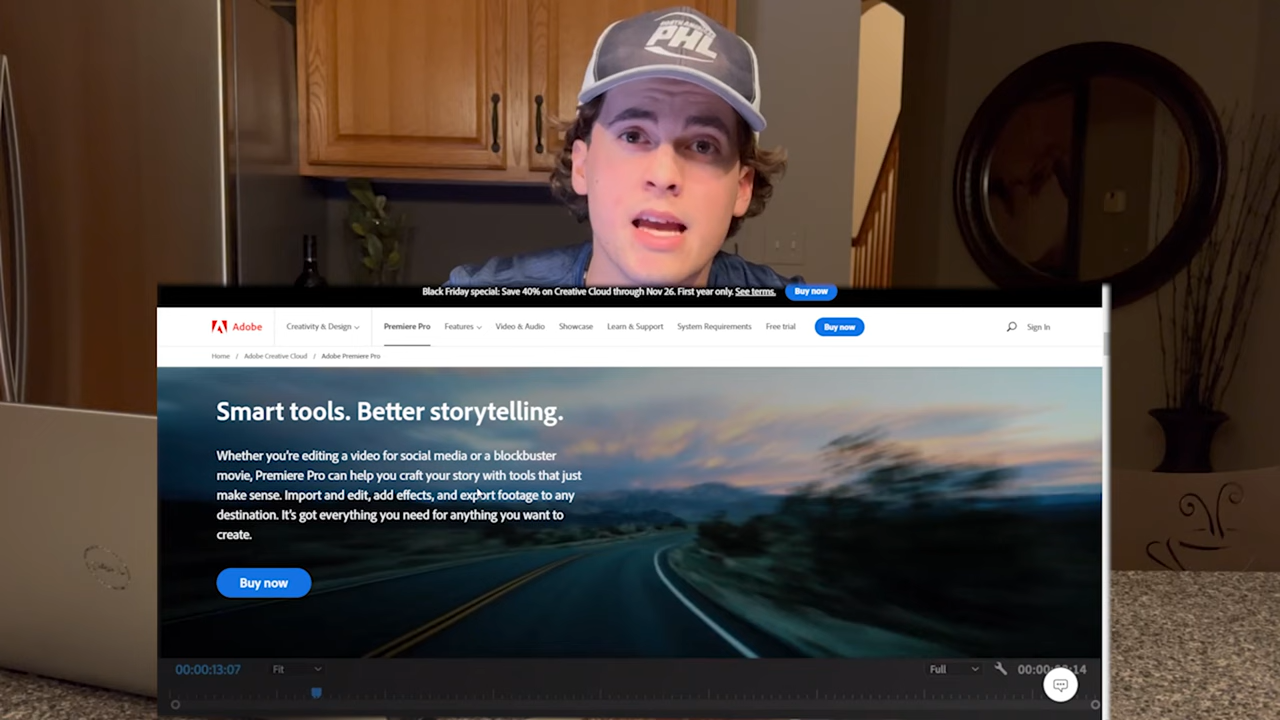 PHL
Black Friday special: Save 40% on Creative Cloud through Nov 26. First year only. See terms.
Buy now
Adobe
Creativity & Design
Premiere Pro
Features
Video & Audio
Showcase
Learn & Support
System Requirements
Free trial
Buy now
Sign In
Home / Adobe Creative Cloud / Adobe Premiere Pro
Smart tools. Better storytelling.
Whether you're editing a video for social media or a blockbuster
movie, Premiere Pro can help you craft your story with tools that just
make sense. Import and edit, add effects, and export footage to any
destination. It's got everything you need for anything you want to
create.
Buy now
00:00:13:07
Fit
Full